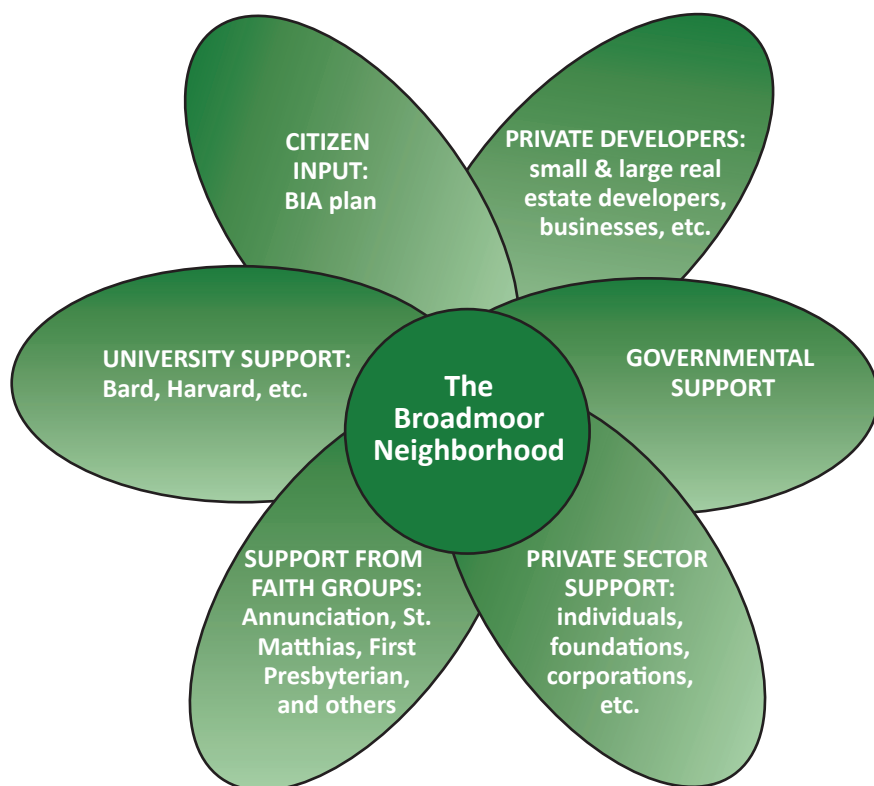 CITIZEN
INPUT:
BIA plan
PRIVATE DEVELOPERS:
small & large real
estate developers,
businesses, etc.
UNIVERSITY SUPPORT:
Bard, Harvard, etc.
The
Broadmoor
Neighborhood
GOVERNMENTAL
SUPPORT
SUPPORT FROM
FAITH GROUPS:
Annunciation, St.
Matthias, First
Presbyterian,
and others
PRIVATE SECTOR
SUPPORT:
individuals,
foundations,
corporations,
etc.